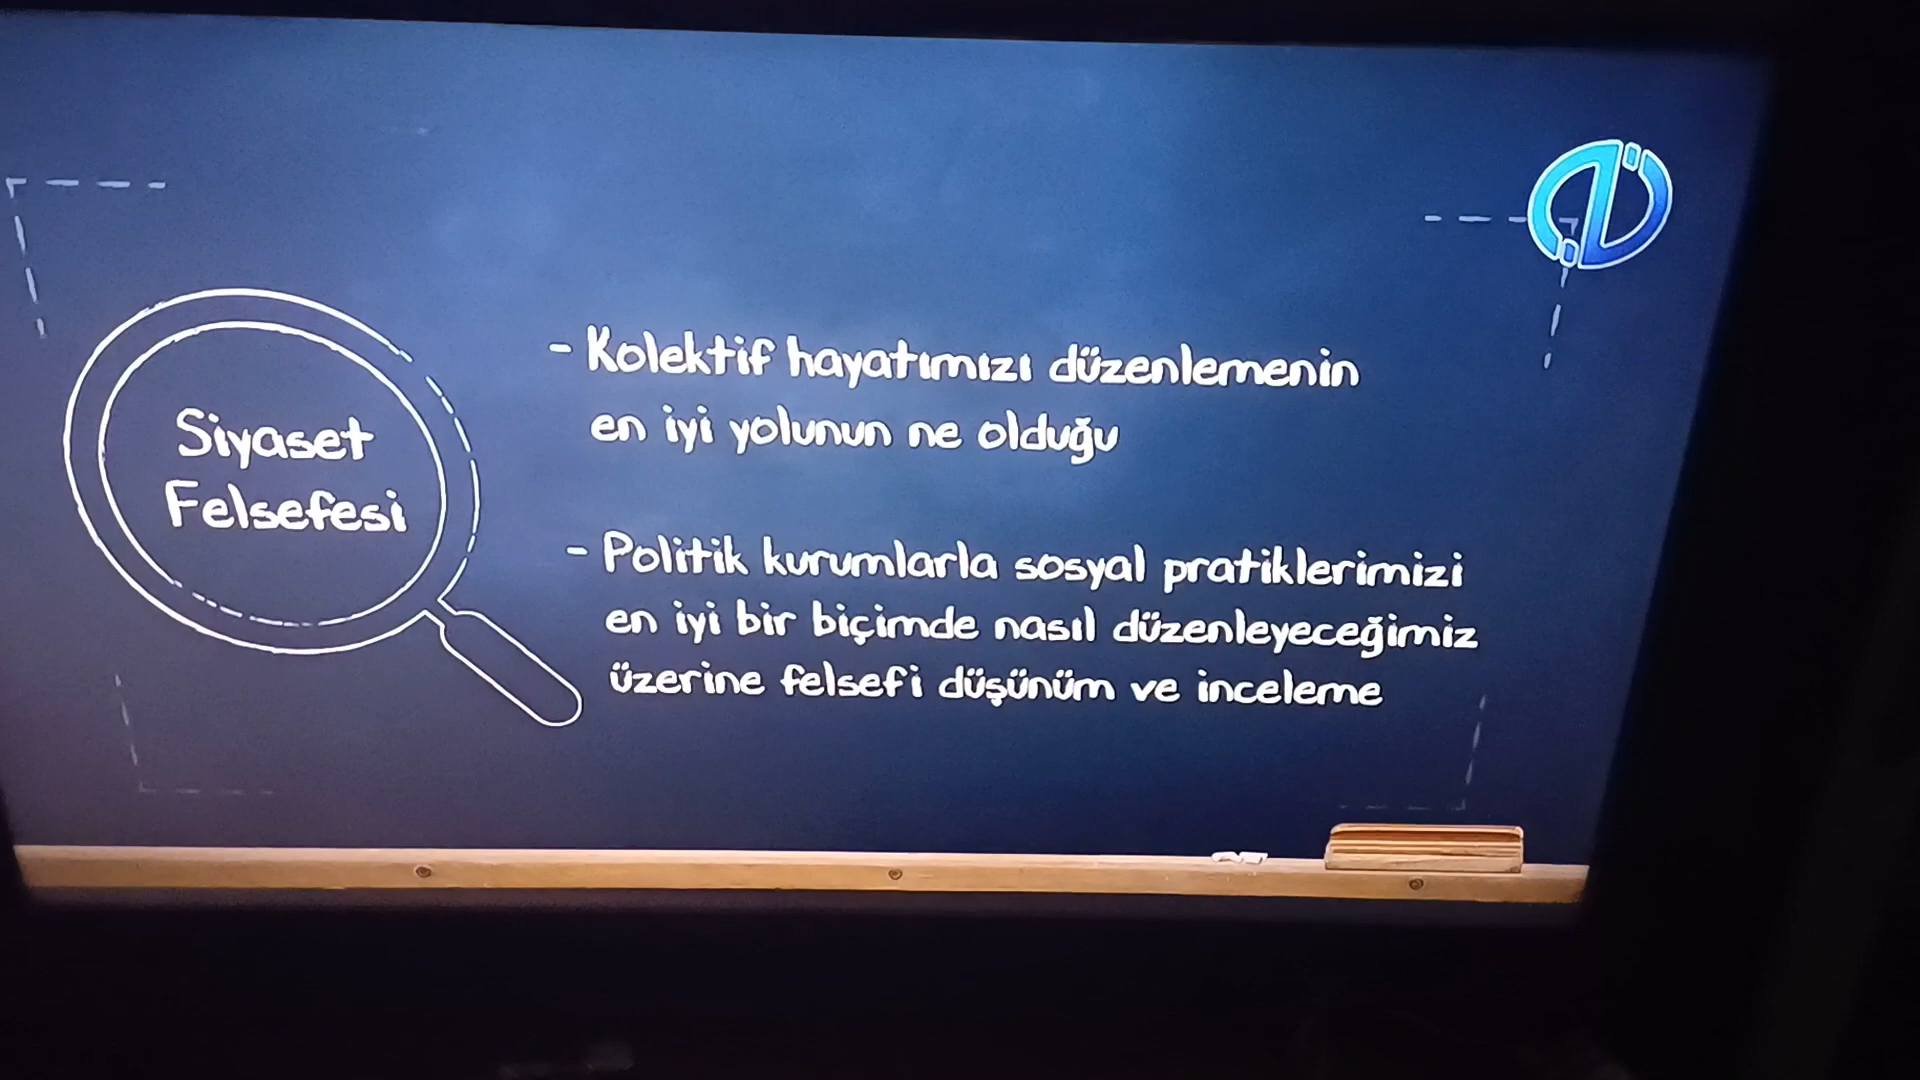 Siyaset
Felsefesi
- Kolektif hayatımızı düzenlemenin
en iyi yolunun ne olduğu
- Politik kurumlarla sosyal pratiklerimizi
en iyi bir biçimde nasıl düzenleyeceğimiz
üzerine felsefi düşünüm ve inceleme